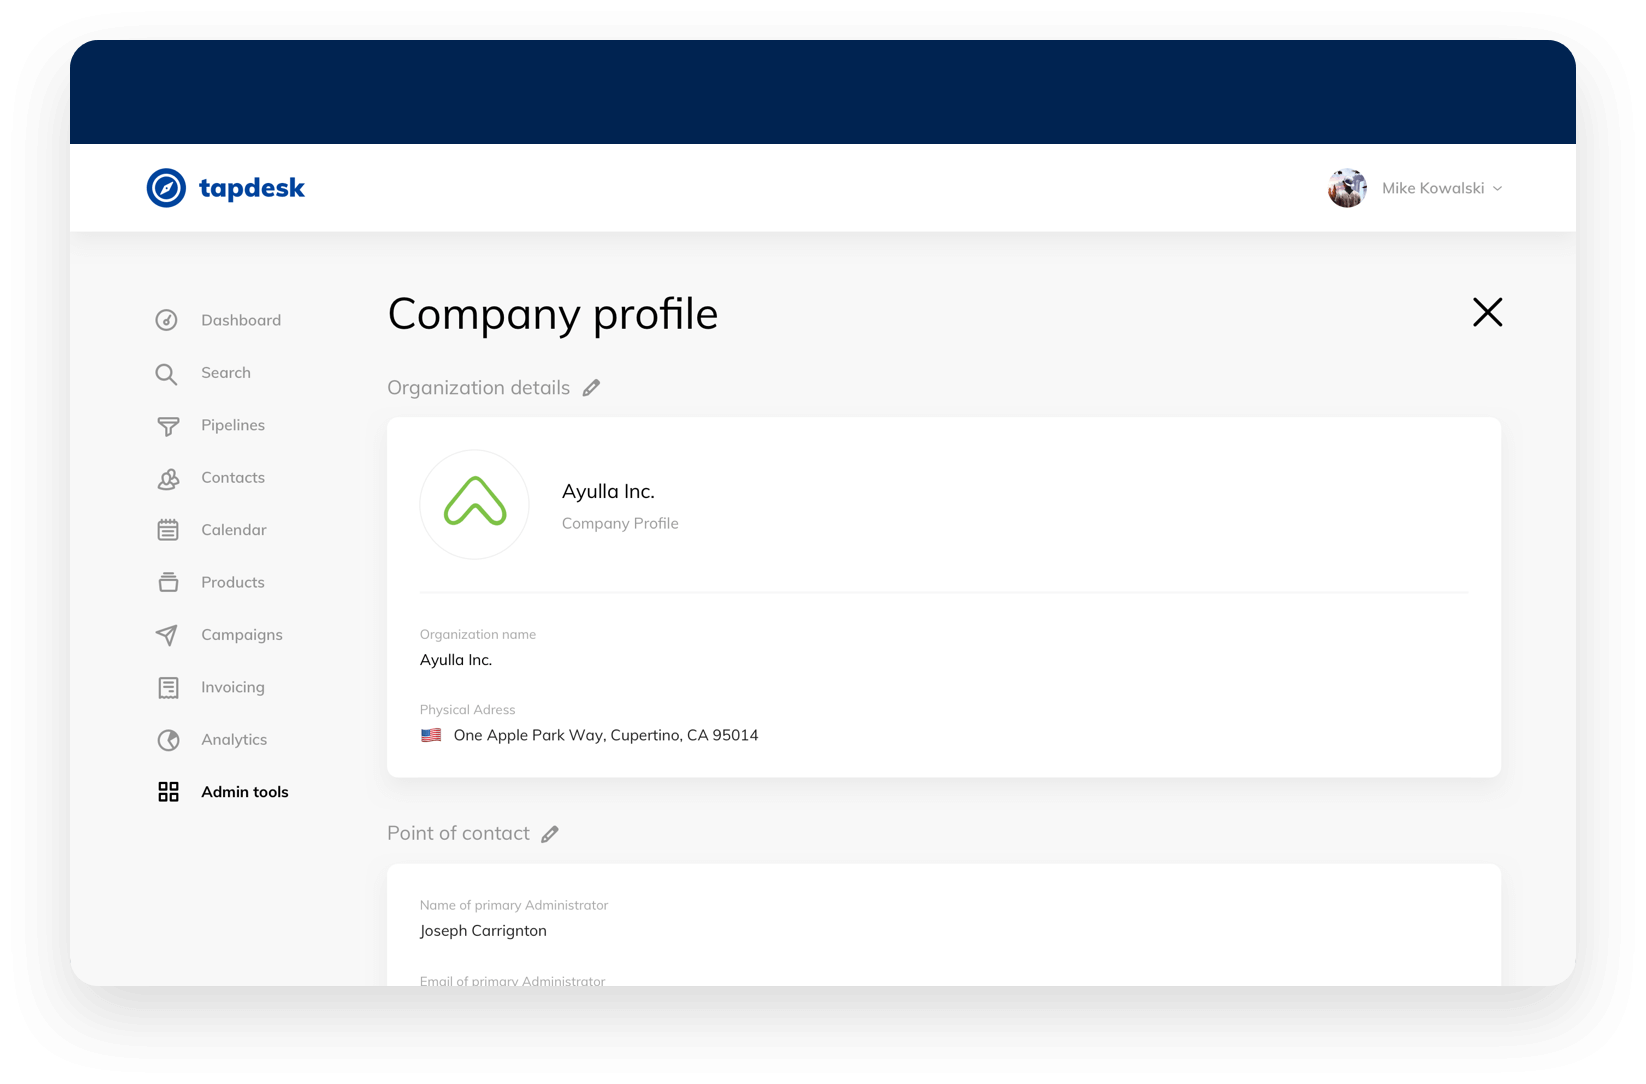 tapdesk
Mike Kowalski
Dashboard
Search
Pipelines
Contacts
Calendar
Products
Campaigns
Invoicing
Analytics
Admin tools
Company profile
Organization details
Ayulla Inc.
Company Profile
Organization name
Ayulla Inc.
Physical Adress
One Apple Park Way, Cupertino, CA 95014
Point of contact
Name of primary Administrator
Joseph Carrignton
Email of primary Administrator